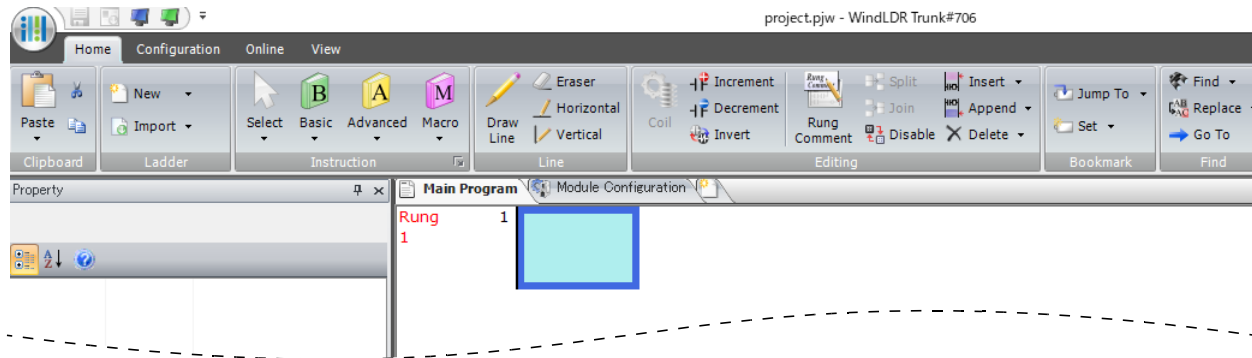 project.pjw - WindLDR Trunk#706
Home Configuration Online View
Paste
New
Import
Select
B
Basic
A
Advanced
M
Macro
Draw
Line
Eraser
Horizontal
Vertical
Coil
Increment
Decrement
Invert
Rung
Comment
Split
Join
Disable
Insert
Append
Delete
Jump To
Set
Find
Replace
Go To
Clipboard Ladder Instruction Line Editing Bookmark Find
Property
Main Program Module Configuration
A
Z
Rung 1
1